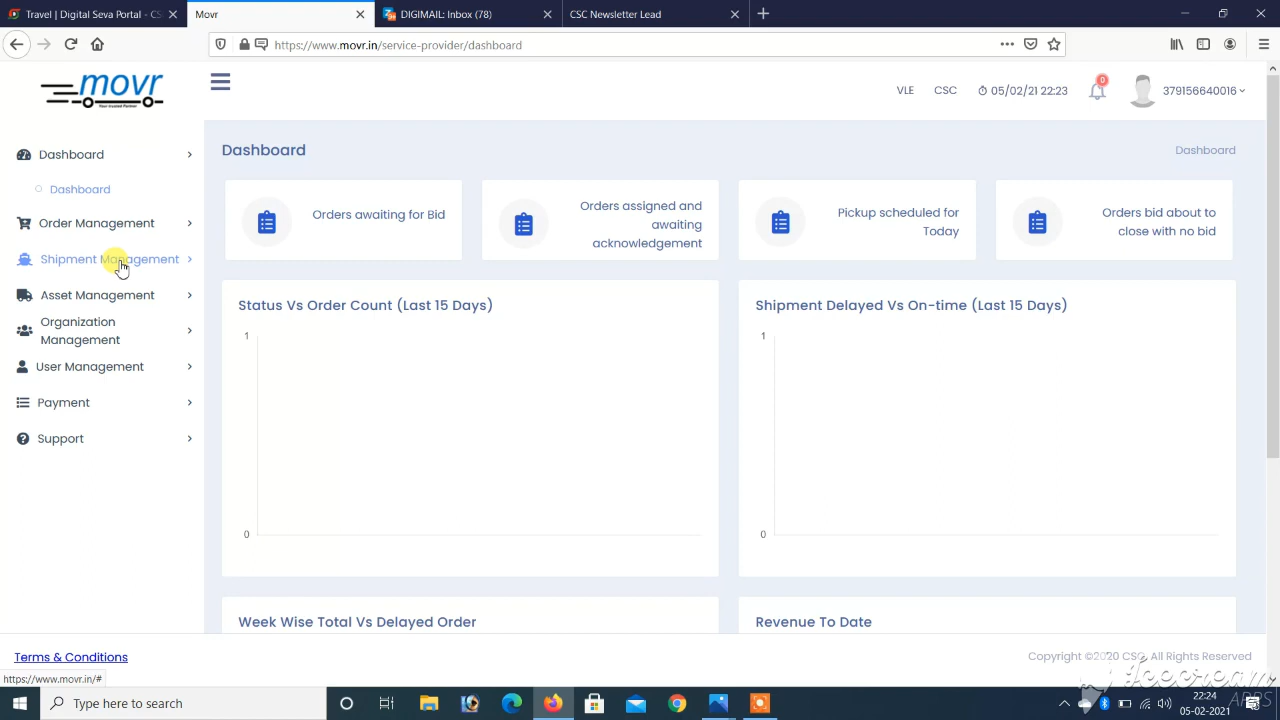 Travel | Digital Seva Portal - CS
Movr
DIGIMAIL: Inbox (78)
CSC Newsletter Lead
https://www.movr.in/service-provider/dashboard
movr
Your trusted Partner
VLE
CSC
05/02/21 22:23
0
379156640016
Dashboard
Dashboard
Order Management
Shipment Management
Asset Management
Organization
Management
User Management
Payment
Support
Dashboard
Dashboard
Orders awaiting for Bid
Orders assigned and
awaiting
acknowledgement
Pickup scheduled for
Today
Orders bid about to
close with no bid
Status Vs Order Count (Last 15 Days)
1
0
Shipment Delayed Vs On-time (Last 15 Days)
1
0
Week Wise Total Vs Delayed Order
Revenue To Date
Terms & Conditions
Copyright ©2020 CSC, All Rights Reserved
https://www.movr.in/#
icecream
APPS
Type here to search
22:24
05-02-2021